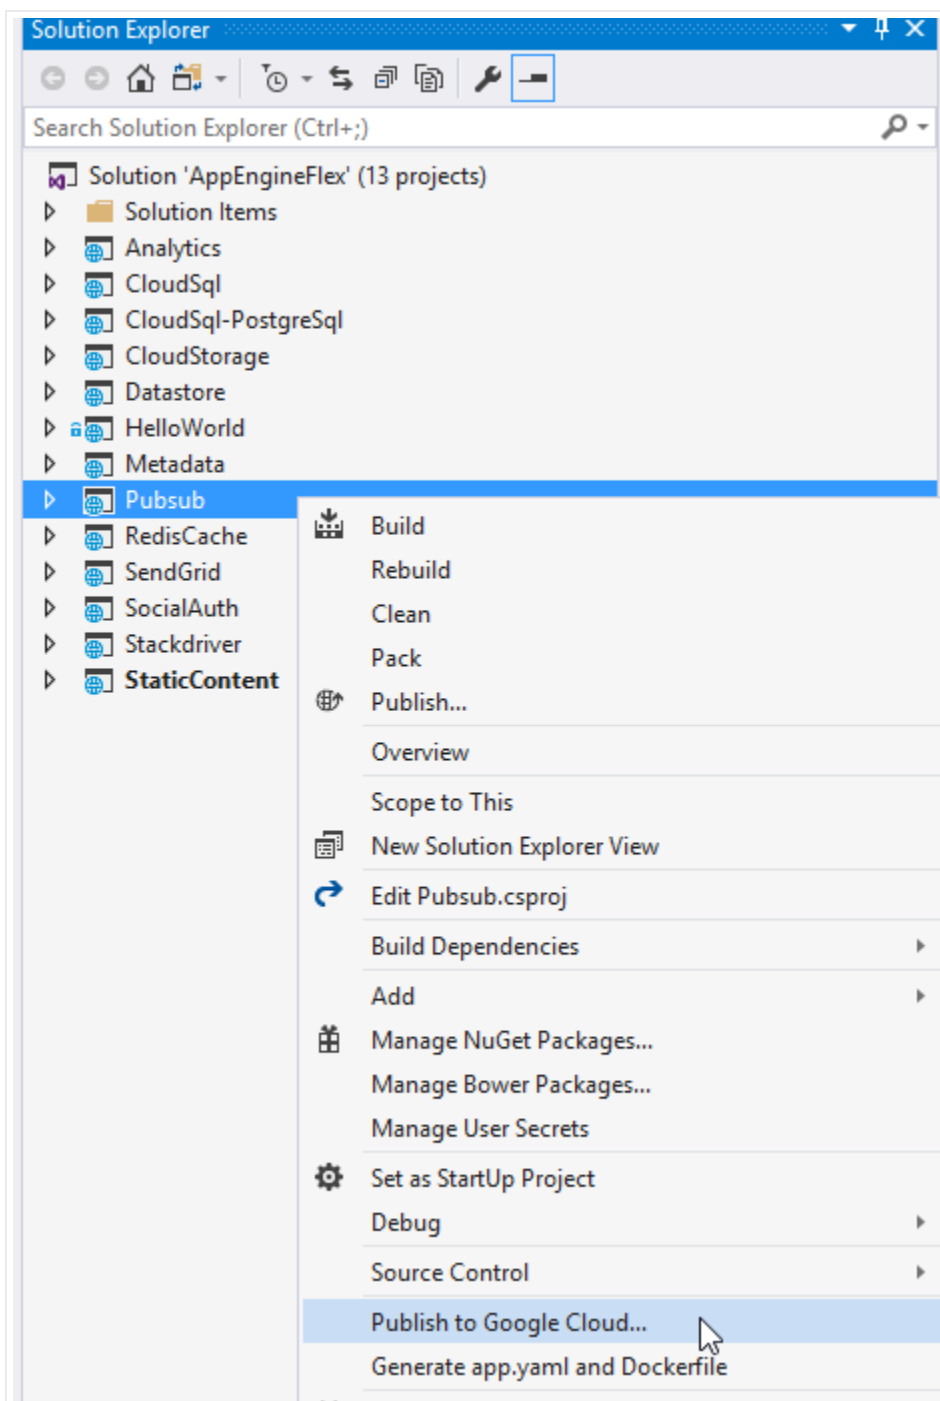 Solution Explorer
Search Solution Explorer (Ctrl+;)
Solution 'AppEngineFlex' (13 projects)
Solution Items
Analytics
CloudSql
CloudSql-PostgreSql
CloudStorage
Datastore
HelloWorld
Metadata
Pubsub
RedisCache
SendGrid
SocialAuth
Stackdriver
StaticContent
Build
Rebuild
Clean
Pack
Publish...
Overview
Scope to This
New Solution Explorer View
Edit Pubsub.csproj
Build Dependencies
Add
Manage NuGet Packages...
Manage Bower Packages...
Manage User Secrets
Set as StartUp Project
Debug
Source Control
Publish to Google Cloud...
Generate app.yaml and Dockerfile